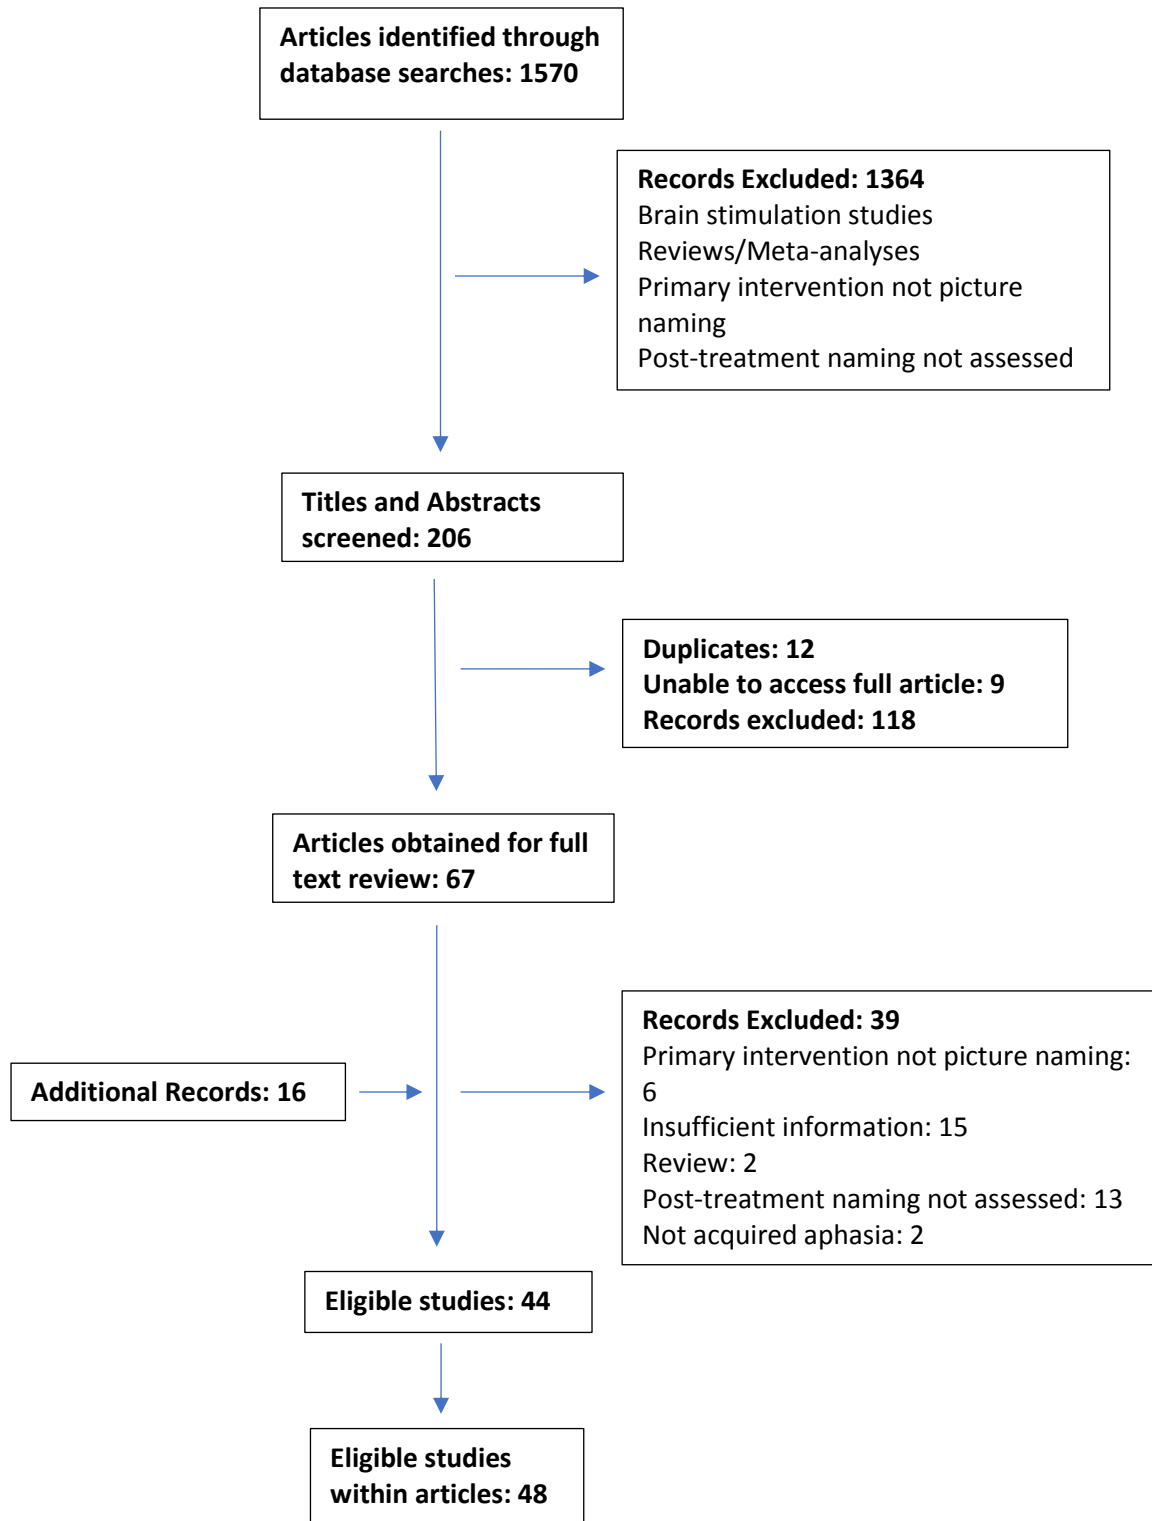 Articles identified through
database searches: 1570
Records Excluded: 1364
Brain stimulation studies
Reviews/Meta-analyses
Primary intervention not picture
naming
Post-treatment naming not assessed
Titles and Abstracts
screened: 206
Duplicates: 12
Unable to access full article: 9
Records excluded: 118
Articles obtained for full
text review: 67
Additional Records: 16
Records Excluded: 39
Primary intervention not picture naming:
6
Insufficient information: 15
Review: 2
Post-treatment naming not assessed: 13
Not acquired aphasia: 2
Eligible studies: 44
Eligible studies
within articles: 48